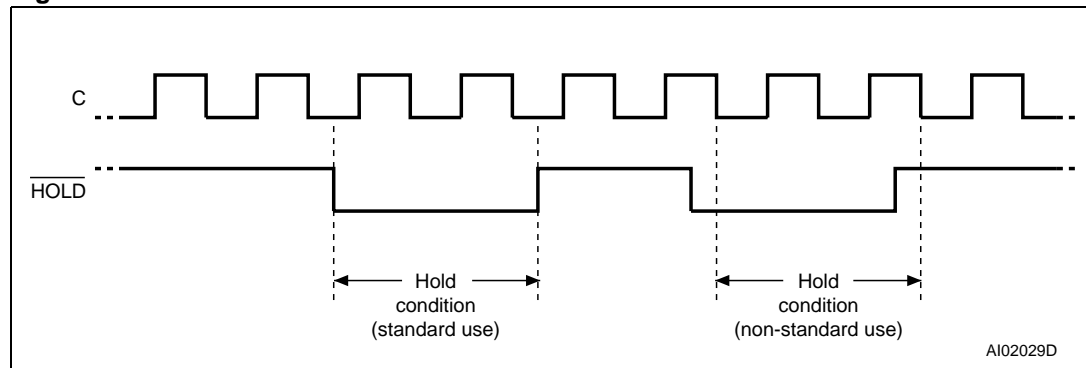 C
HOLD
Hold
condition
(standard use)
Hold
condition
(non-standard use)
AI02029D